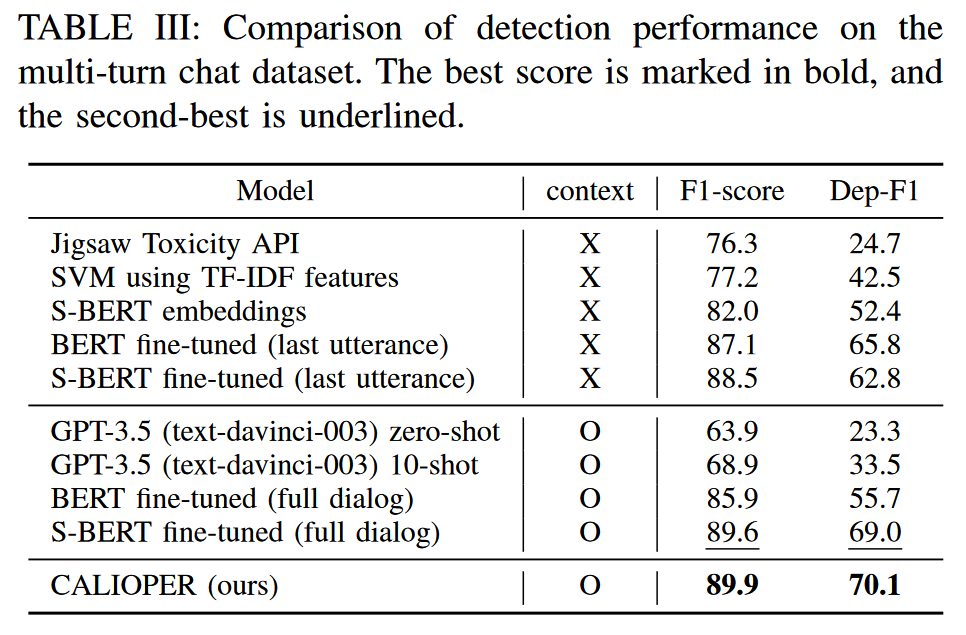 TABLE III: Comparison of detection performance on the
multi-turn chat dataset. The best score is marked in bold, and
the second-best is underlined.
Model context F1-score Dep-F1
Jigsaw Toxicity API X 76.3 24.7
SVM using TF-IDF features X 77.2 42.5
S-BERT embeddings X 82.0 52.4
BERT fine-tuned (last utterance) X 87.1 65.8
S-BERT fine-tuned (last utterance) X 88.5 62.8
GPT-3.5 (text-davinci-003) zero-shot O 63.9 23.3
GPT-3.5 (text-davinci-003) 10-shot O 68.9 33.5
BERT fine-tuned (full dialog) O 85.9 55.7
S-BERT fine-tuned (full dialog) O 89.6 69.0
CALIOPER (ours) O 89.9 70.1